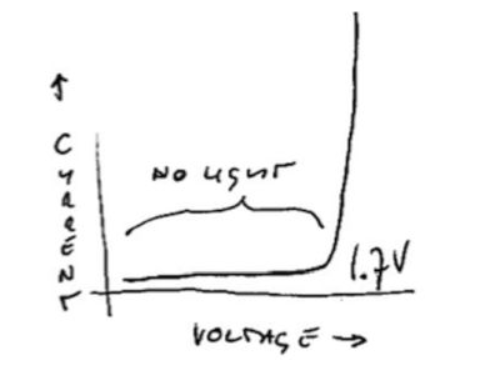 ↑
CURRENT
NO LIGHT
1.7V
VOLTAGE →